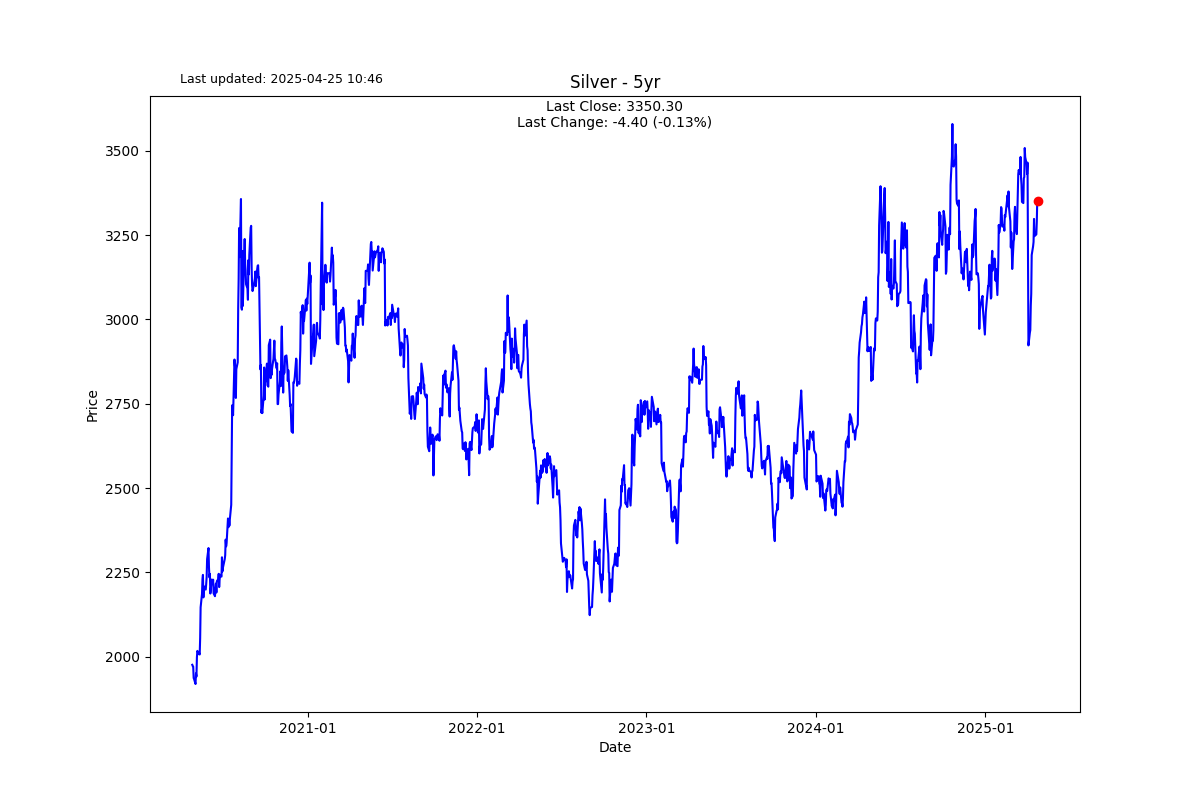 Last updated: 2025-04-25 10:46
Silver - 5yr
Last Close: 3350.30
Last Change: -4.40 (-0.13%)
3500
3250
3000
2750
2500
2250
2000
Price
2021-01
2022-01
2023-01
2024-01
2025-01
Date